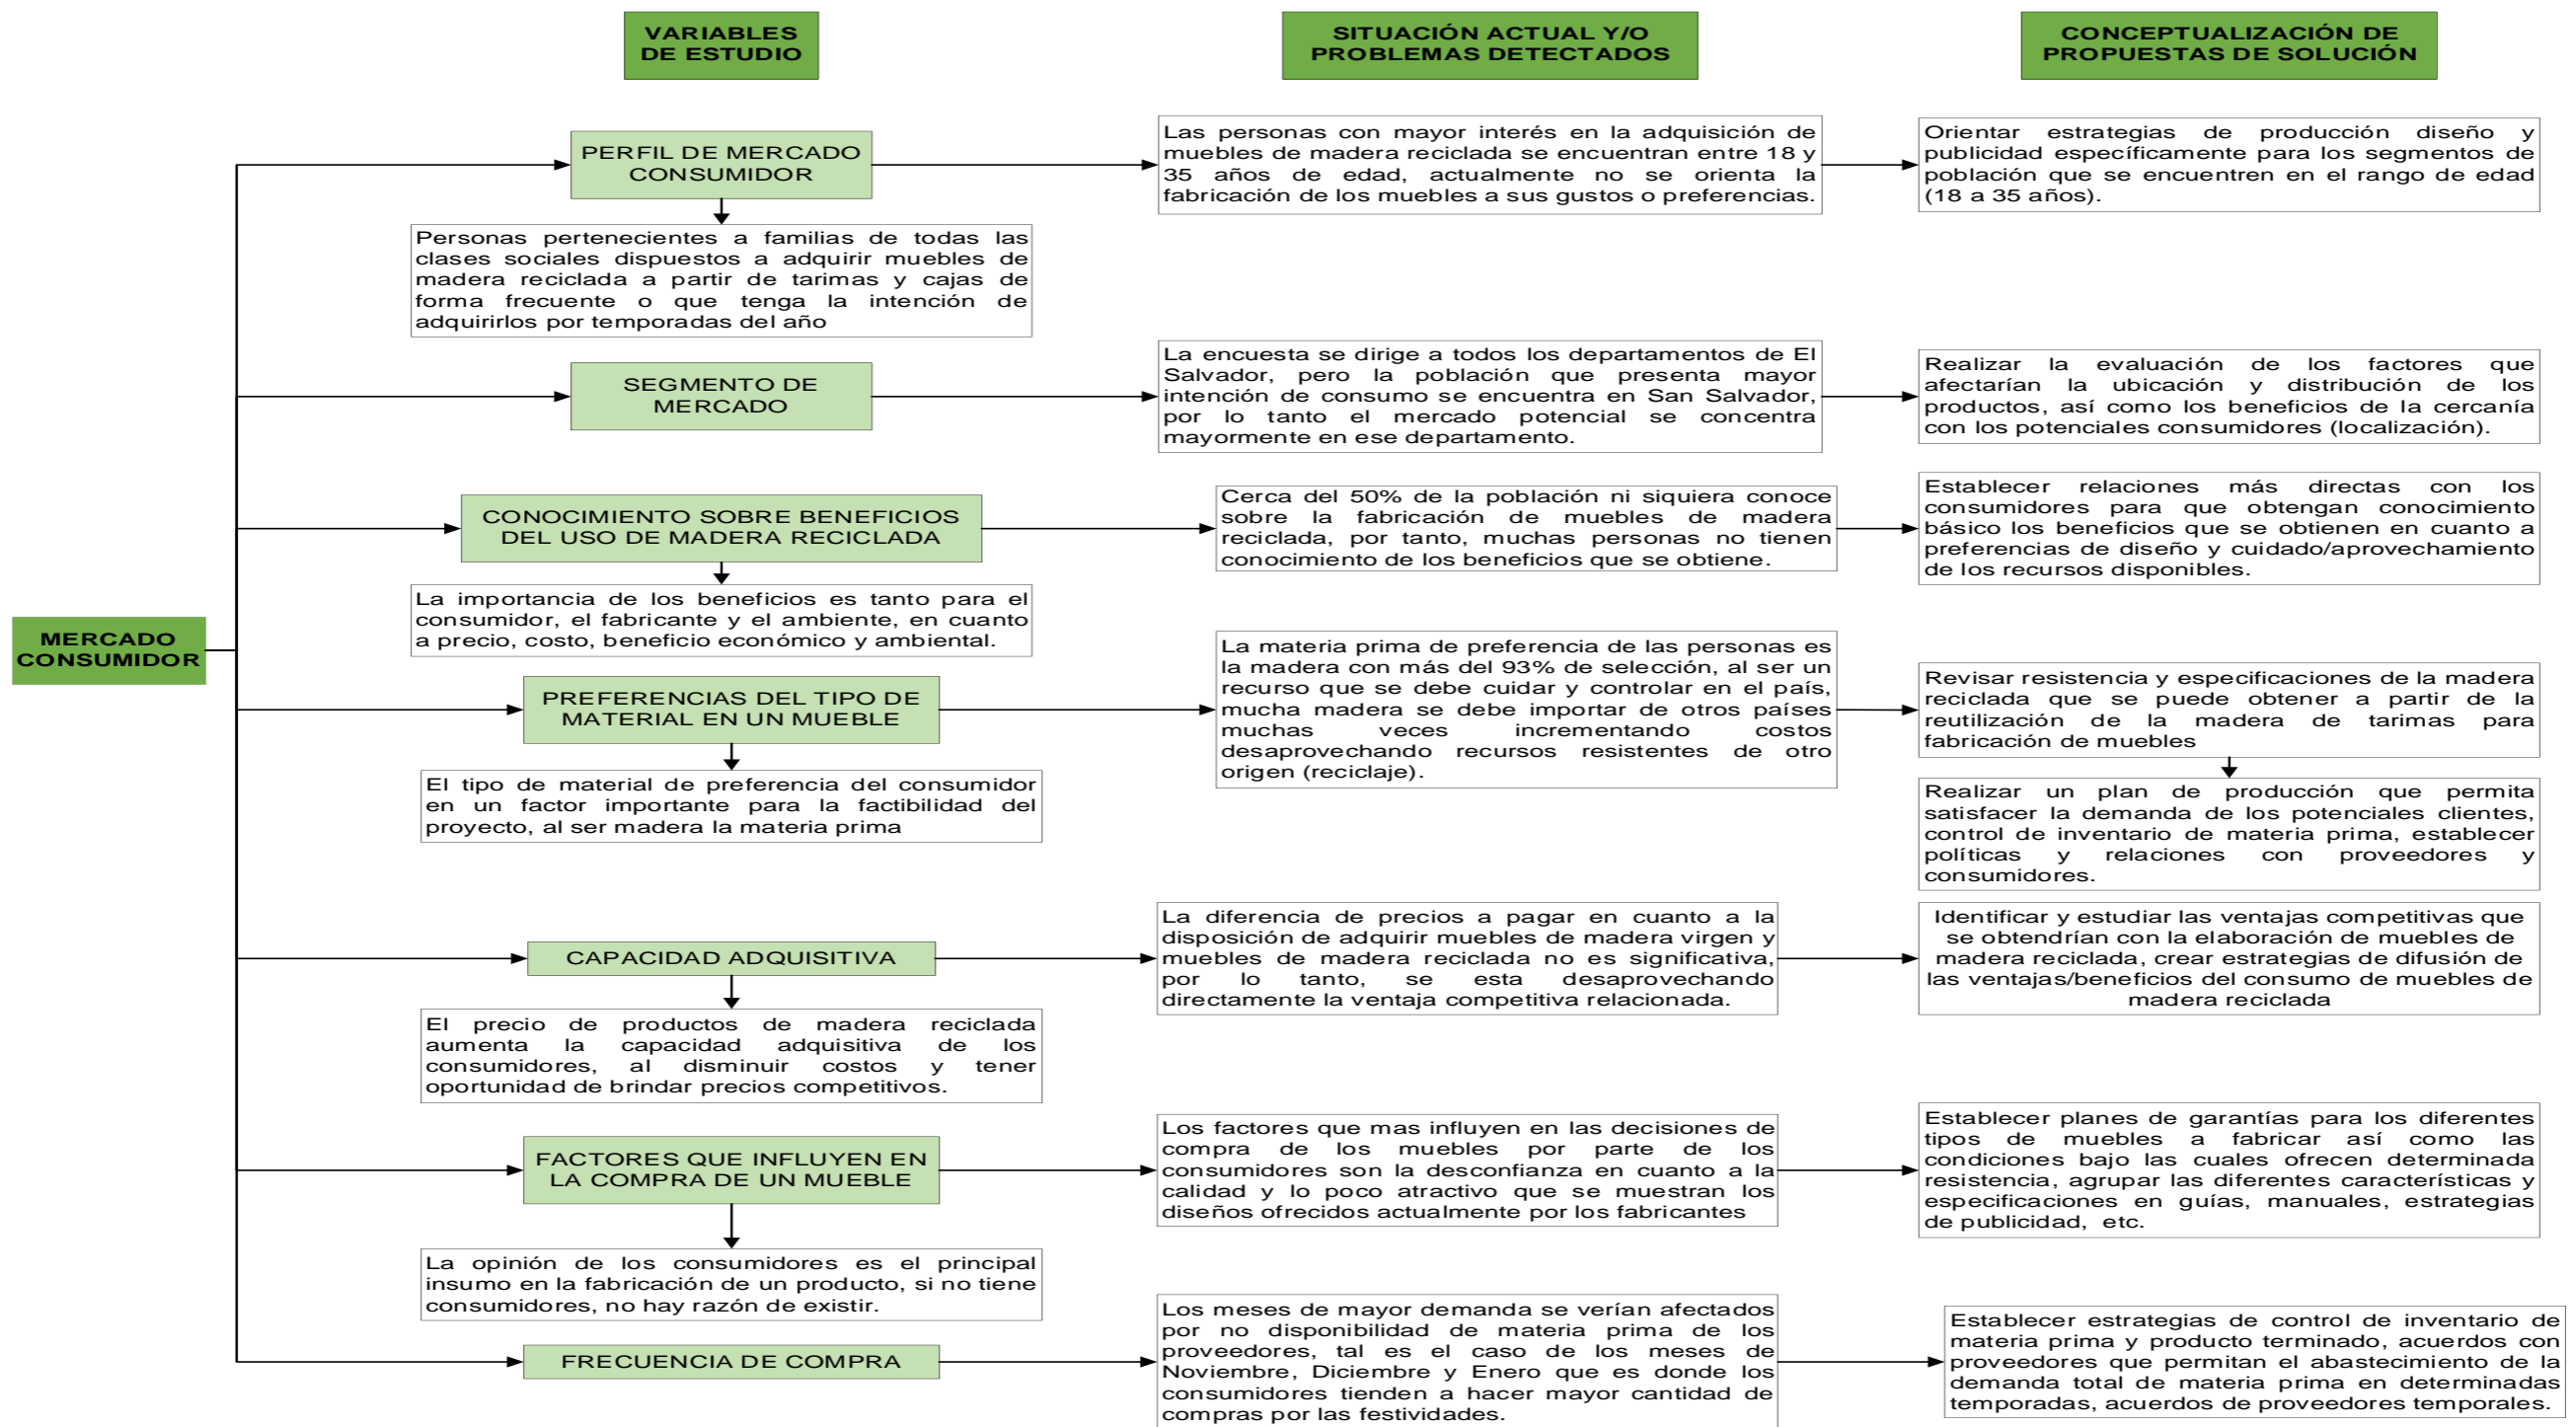 VARIABLES
DE ESTUDIO
SITUACIÓN ACTUAL Y/O
PROBLEMAS DETECTADOS
CONCEPTUALIZACIÓN DE
PROPUESTAS DE SOLUCIÓN
MERCADO
CONSUMIDOR
PERFIL DE MERCADO
CONSUMIDOR
Personas pertenecientes a familias de todas las
clases sociales dispuestos a adquirir muebles de
madera reciclada a partir de tarimas y cajas de
forma frecuente o que tenga la intención de
adquirirlos por temporadas del año
Las personas con mayor interés en la adquisición de
muebles de madera reciclada se encuentran entre 18 y
35 años de edad, actualmente no se orienta la
fabricación de los muebles a sus gustos o preferencias.
Orientar estrategias de producción diseño y
publicidad específicamente para los segmentos de
población que se encuentren en el rango de edad
(18 a 35 años).
SEGMENTO DE
MERCADO
La encuesta se dirige a todos los departamentos de El
Salvador, pero la población que presenta mayor
intención de consumo se encuentra en San Salvador,
por lo tanto el mercado potencial se concentra
mayormente en ese departamento.
Realizar la evaluación de los factores que
afectarían la ubicación y distribución de los
productos, así como los beneficios de la cercanía
con los potenciales consumidores (localización).
CONOCIMIENTO SOBRE BENEFICIOS
DEL USO DE MADERA RECICLADA
La importancia de los beneficios es tanto para el
consumidor, el fabricante y el ambiente, en cuanto
a precio, costo, beneficio económico y ambiental.
Cerca del 50% de la población ni siquiera conoce
sobre la fabricación de muebles de madera
reciclada, por tanto, muchas personas no tienen
conocimiento de los beneficios que se obtiene.
Establecer relaciones más directas con los
consumidores para que obtengan conocimiento
básico los beneficios que se obtienen en cuanto a
preferencias de diseño y cuidado/aprovechamiento
de los recursos disponibles.
PREFERENCIAS DEL TIPO DE
MATERIAL EN UN MUEBLE
El tipo de material de preferencia del consumidor
en un factor importante para la factibilidad del
proyecto, al ser madera la materia prima
La materia prima de preferencia de las personas es
la madera con más del 93% de selección, al ser un
recurso que se debe cuidar y controlar en el país,
mucha madera se debe importar de otros países
muchas veces incrementando costos
desaprovechando recursos resistentes de otro
origen (reciclaje).
Revisar resistencia y especificaciones de la madera
reciclada que se puede obtener a partir de la
reutilización de la madera de tarimas para
fabricación de muebles
Realizar un plan de producción que permita
satisfacer la demanda de los potenciales clientes,
control de inventario de materia prima, establecer
políticas y relaciones con proveedores y
consumidores.
CAPACIDAD ADQUISITIVA
El precio de productos de madera reciclada
aumenta la capacidad adquisitiva de los
consumidores, al disminuir costos y tener
oportunidad de brindar precios competitivos.
La diferencia de precios a pagar en cuanto a la
disposición de adquirir muebles de madera virgen y
muebles de madera reciclada no es significativa,
por lo tanto, se esta desaprovechando
directamente la ventaja competitiva relacionada.
Identificar y estudiar las ventajas competitivas que
se obtendrían con la elaboración de muebles de
madera reciclada, crear estrategias de difusión de
las ventajas/beneficios del consumo de muebles de
madera reciclada
FACTORES QUE INFLUYEN EN
LA COMPRA DE UN MUEBLE
La opinión de los consumidores es el principal
insumo en la fabricación de un producto, si no tiene
consumidores, no hay razón de existir.
Los factores que mas influyen en las decisiones de
compra de los muebles por parte de los
consumidores son la desconfianza en cuanto a la
calidad y lo poco atractivo que se muestran los
diseños ofrecidos actualmente por los fabricantes
Establecer planes de garantías para los diferentes
tipos de muebles a fabricar así como las
condiciones bajo las cuales ofrecen determinada
resistencia, agrupar las diferentes características y
especificaciones en guías, manuales, estrategias
de publicidad, etc.
FRECUENCIA DE COMPRA
Los meses de mayor demanda se verían afectados
por no disponibilidad de materia prima de los
proveedores, tal es el caso de los meses de
Noviembre, Diciembre y Enero que es donde los
consumidores tienden a hacer mayor cantidad de
compras por las festividades.
Establecer estrategias de control de inventario de
materia prima y producto terminado, acuerdos con
proveedores que permitan el abastecimiento de la
demanda total de materia prima en determinadas
temporadas, acuerdos de proveedores temporales.